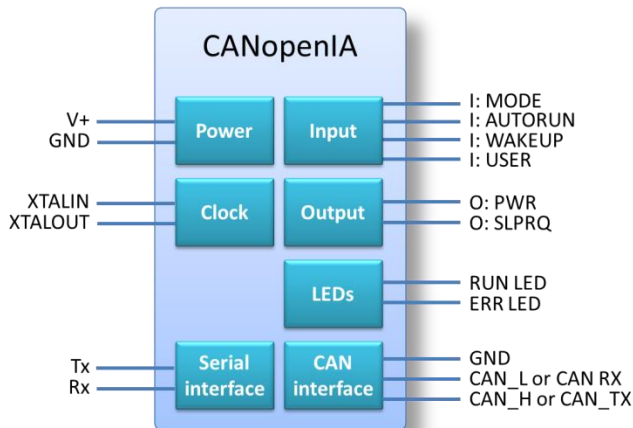 CANopenIA
V+
GND
Power
Input
I: MODE
I: AUTORUN
I: WAKEUP
I: USER
XTALIN
XTALOUT
Clock
Output
O: PWR
O: SLPRQ
LEDs
RUN LED
ERR LED
Tx
Rx
Serial
interface
CAN
interface
GND
CAN_L or CAN RX
CAN_H or CAN_TX